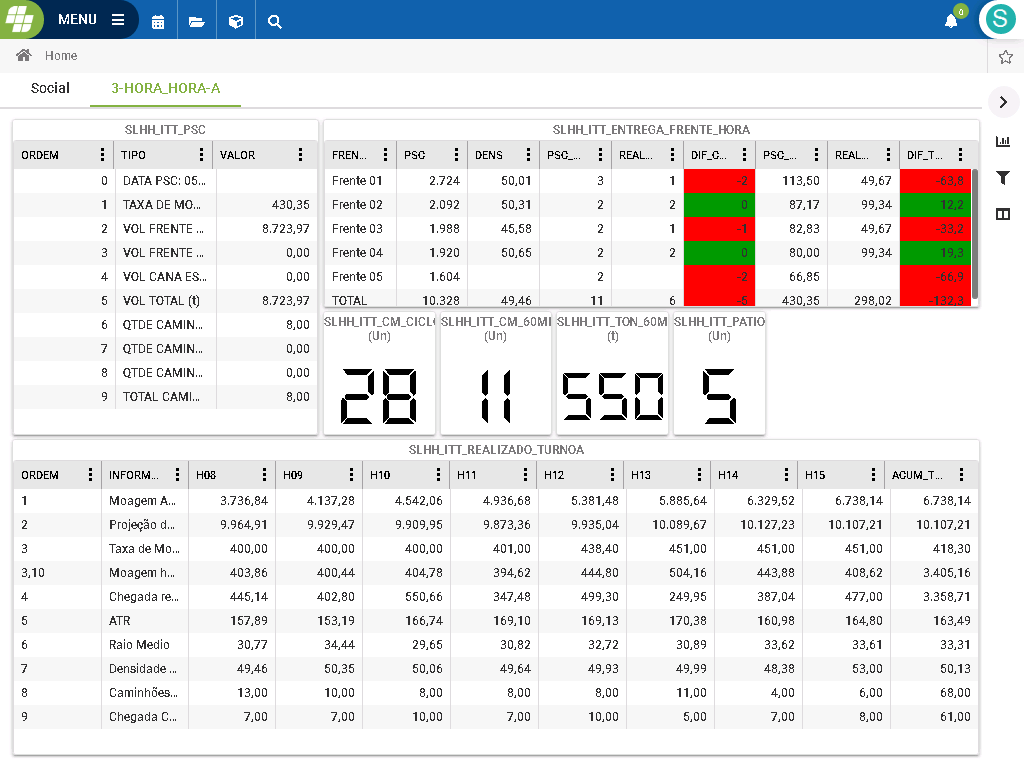 MENU
0
S
Home
Social 3-HORA_HORA-A
SLHH_ITT_PSC
ORDEM TIPO VALOR
0 DATA PSC: 05...
1 TAXA DE MO... 430,35
2 VOL FRENTE ... 8.723,97
3 VOL FRENTE ... 0,00
4 VOL CANA ES... 0,00
5 VOL TOTAL (t) 8.723,97
6 QTDE CAMIN... 8,00
7 QTDE CAMIN... 0,00
8 QTDE CAMIN... 0,00
9 TOTAL CAMI... 8,00
SLHH_ITT_ENTREGA_FRENTE_HORA
FREN... PSC DENS PSC_... REAL... DIF_C... PSC_... REAL... DIF_T...
Frente 01 2.724 50,01 3 1 -2 113,50 49,67 -63,8
Frente 02 2.092 50,31 2 2 0 87,17 99,34 12,2
Frente 03 1.988 45,58 2 1 -1 82,83 49,67 -33,2
Frente 04 1.920 50,65 2 2 0 80,00 99,34 19,3
Frente 05 1.604 2 -2 66,85 -66,9
TOTAL 10.328 49,46 11 6 -5 430,35 298,02 -132,3
SLHH_ITT_CM_CICLO
(Un)
28
SLHH_ITT_CM_60MI
(Un)
11
SLHH_ITT_TON_60M
(t)
550
SLHH_ITT_PATIO
(Un)
5
SLHH_ITT_REALIZADO_TURNOA
ORDEM INFORM... H08 H09 H10 H11 H12 H13 H14 H15 ACUM_T...
1 Moagem A... 3.736,84 4.137,28 4.542,06 4.936,68 5.381,48 5.885,64 6.329,52 6.738,14 6.738,14
2 Projeção d... 9.964,91 9.929,47 9.909,95 9.873,36 9.935,04 10.089,67 10.127,23 10.107,21 10.107,21
3 Taxa de Mo... 400,00 400,00 400,00 401,00 438,40 451,00 451,00 451,00 418,30
3,10 Moagem h... 403,86 400,44 404,78 394,62 444,80 504,16 443,88 408,62 3.405,16
4 Chegada re... 445,14 402,80 550,66 347,48 499,30 249,95 387,04 477,00 3.358,71
5 ATR 157,89 153,19 166,74 169,10 169,13 170,38 160,98 164,80 163,49
6 Raio Medio 30,77 34,44 29,65 30,82 32,72 30,89 33,62 33,61 33,31
7 Densidade ... 49,46 50,35 50,06 49,64 49,93 49,99 48,38 53,00 50,13
8 Caminhões... 13,00 10,00 8,00 8,00 8,00 11,00 4,00 6,00 68,00
9 Chegada C... 7,00 7,00 10,00 7,00 10,00 5,00 7,00 8,00 61,00